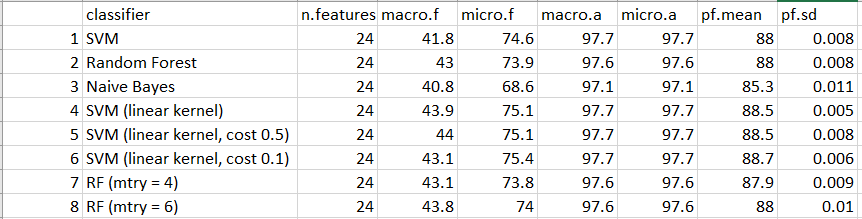 classifier n.features macro.f micro.f macro.a micro.a pf.mean pf.sd
1 SVM 24 41.8 74.6 97.7 97.7 88 0.008
2 Random Forest 24 43 73.9 97.6 97.6 88 0.008
3 Naive Bayes 24 40.8 68.6 97.1 97.1 85.3 0.011
4 SVM (linear kernel) 24 43.9 75.1 97.7 97.7 88.5 0.005
5 SVM (linear kernel, cost 0.5) 24 44 75.1 97.7 97.7 88.5 0.008
6 SVM (linear kernel, cost 0.1) 24 43.1 75.4 97.7 97.7 88.7 0.006
7 RF (mtry = 4) 24 43.1 73.8 97.6 97.6 87.9 0.009
8 RF (mtry = 6) 24 43.8 74 97.6 97.6 88 0.01